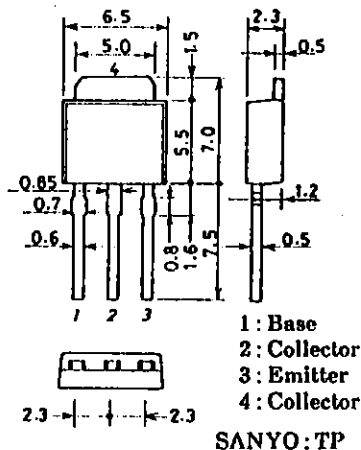 6.5
5.0
4
1.5
5.5
7.0
0.85
0.7
0.6
0.8
1.6
7.5
1 2 3
2.3
0.5
1.2
0.5
2.3 2.3
1 : Base
2 : Collector
3 : Emitter
4 : Collector
SANYO : TP